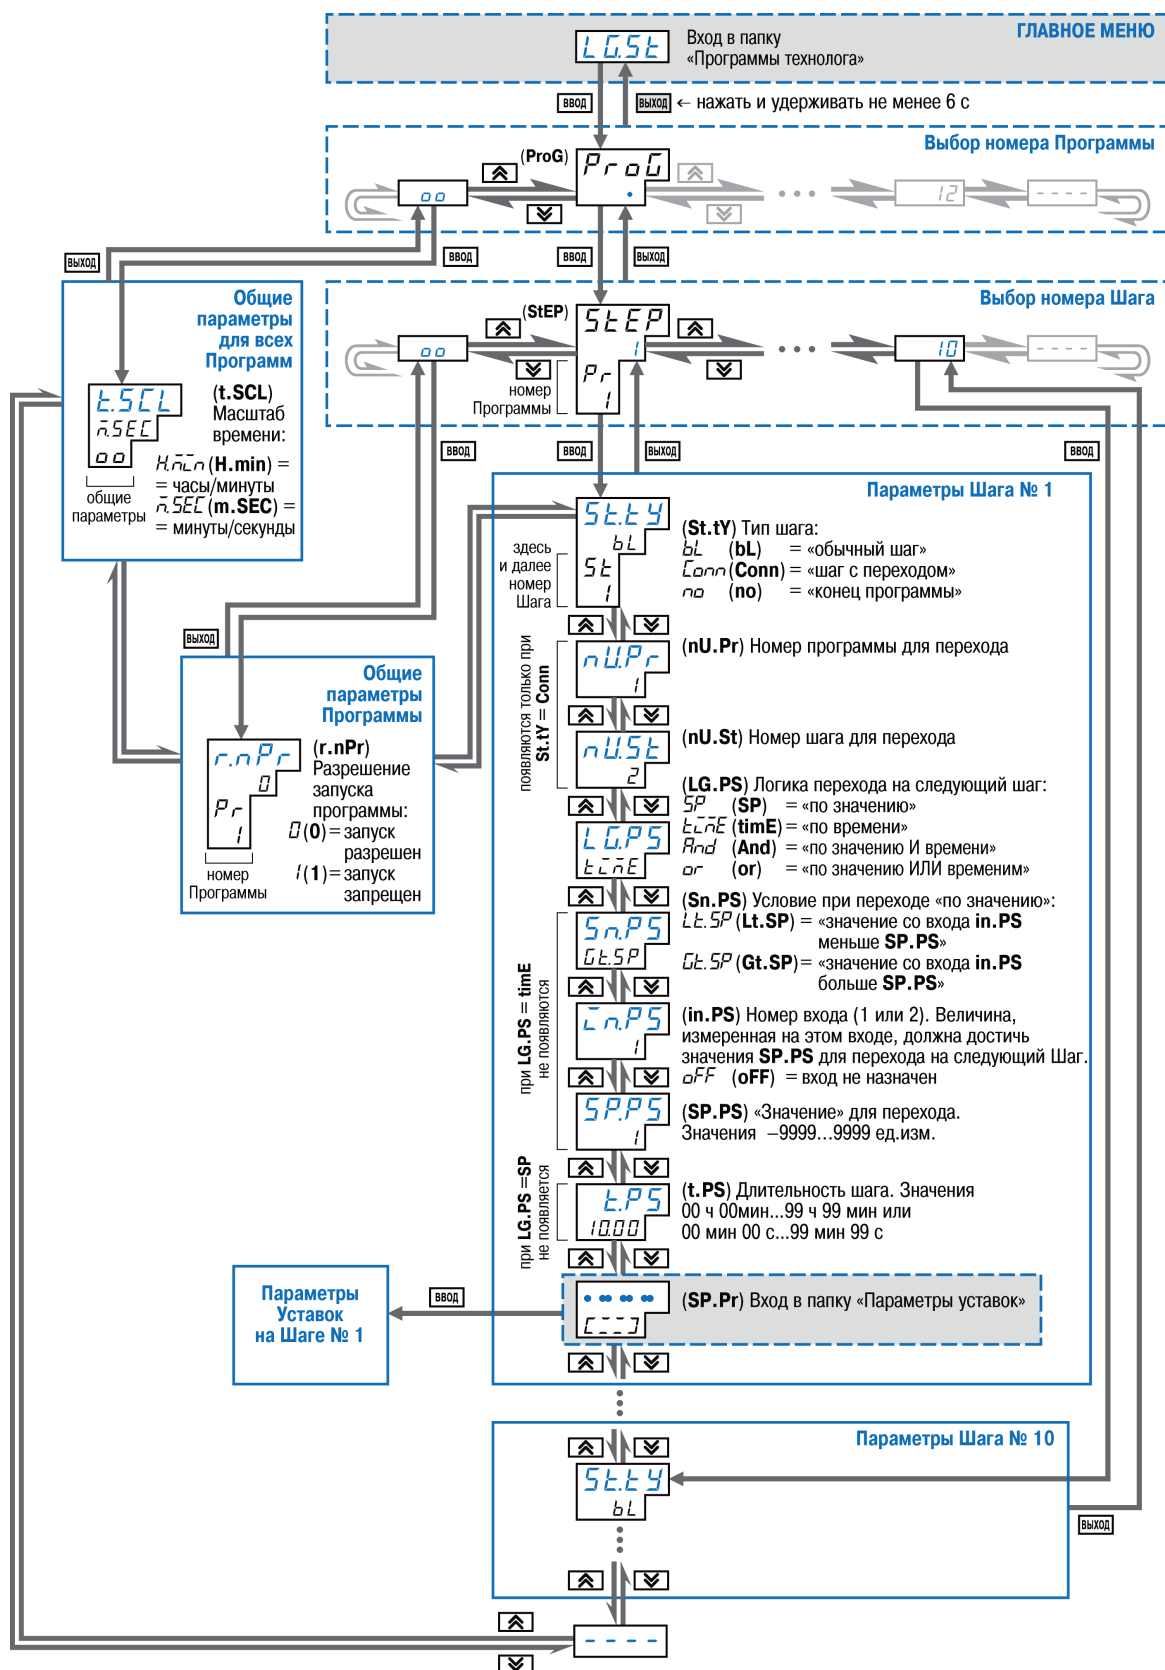 ГЛАВНОЕ МЕНЮ
LG.St
Вход в папку
«Программы технолога»
ВВОД
ВЫХОД ← нажать и удерживать не менее 6 с
Выбор номера Программы
(ProG)
ProG
oo
12
- - - -
ВЫХОД
ВВОД
ВВОД
ВЫХОД
Выбор номера Шага
(StEP)
StEP
1
oo
10
- - - -
Pr
1
номер
Программы
Общие
параметры
для всех
Программ
t.SCL
m.SEC
oo
общие
параметры
(t.SCL)
Масштаб
времени:
H.min (H.min) =
= часы/минуты
m.SEC (m.SEC) =
= минуты/секунды
ВВОД
ВВОД
ВЫХОД
ВВОД
Параметры Шага № 1
St.tY
bL
St
1
здесь
и далее
номер
Шага
(St.tY) Тип шага:
bL (bL) = «обычный шаг»
Conn (Conn) = «шаг с переходом»
no (no) = «конец программы»
ВЫХОД
Общие
параметры
Программы
r.nPr
0
Pr
1
номер
Программы
(r.nPr)
Разрешение
запуска
программы:
0 (0) = запуск
разрешен
1 (1) = запуск
запрещен
появляются только при
St.tY = Conn
nU.Pr
1
(nU.Pr) Номер программы для перехода
nU.St
2
(nU.St) Номер шага для перехода
LG.PS
timE
(LG.PS) Логика перехода на следующий шаг:
SP (SP) = «по значению»
timE (timE) = «по времени»
And (And) = «по значению И времени»
or (or) = «по значению ИЛИ временим»
при LG.PS = timE
не появляются
Sn.PS
Gt.SP
(Sn.PS) Условие при переходе «по значению»:
Lt.SP (Lt.SP) = «значение со входа in.PS
меньше SP.PS»
Gt.SP (Gt.SP) = «значение со входа in.PS
больше SP.PS»
in.PS
1
(in.PS) Номер входа (1 или 2). Величина,
измеренная на этом входе, должна достичь
значения SP.PS для перехода на следующий Шаг.
oFF (oFF) = вход не назначен
SP.PS
1
(SP.PS) «Значение» для перехода.
Значения –9999...9999 ед.изм.
при LG.PS =SP
не появляется
t.PS
10.00
(t.PS) Длительность шага. Значения
00 ч 00мин...99 ч 99 мин или
00 мин 00 с...99 мин 99 с
Параметры
Уставок
на Шаге № 1
ВВОД
(SP.Pr) Вход в папку «Параметры уставок»
Параметры Шага № 10
St.tY
bL
ВЫХОД
- - - -